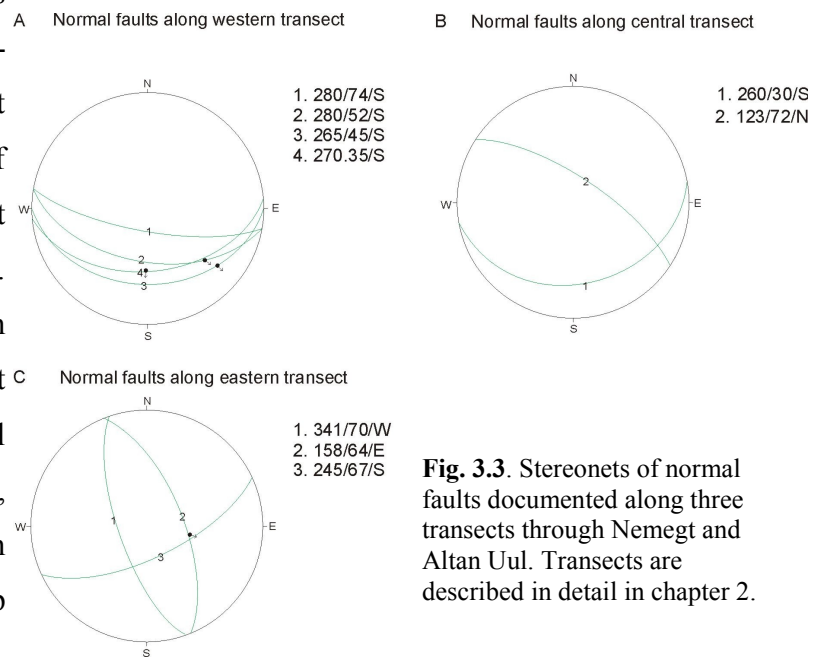 A Normal faults along western transect
N
W
E
S
1
2
4
3
1. 280/74/S
2. 280/52/S
3. 265/45/S
4. 270.35/S
B Normal faults along central transect
N
W
E
S
2
1
1. 260/30/S
2. 123/72/N
C Normal faults along eastern transect
N
W
E
S
1
2
3
1. 341/70/W
2. 158/64/E
3. 245/67/S
Fig. 3.3. Stereonets of normal
faults documented along three
transects through Nemegt and
Altan Uul. Transects are
described in detail in chapter 2.